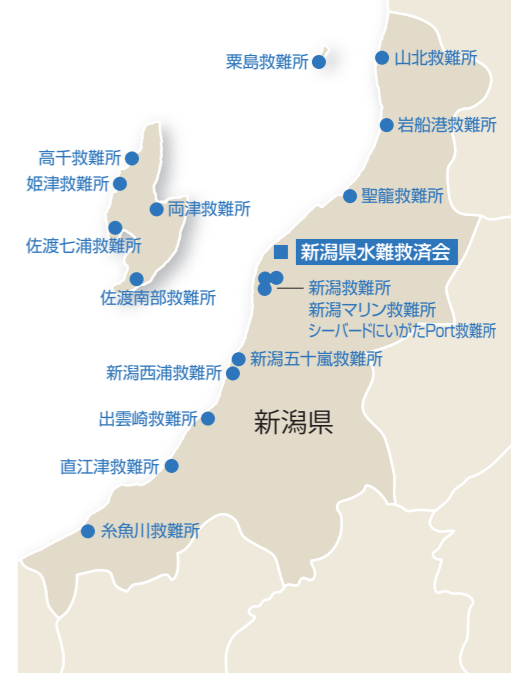 粟島救難所
山北救難所
岩船港救難所
高千救難所
姫津救難所
両津救難所
聖籠救難所
佐渡七浦救難所
新潟県水難救済会
佐渡南部救難所
新潟救難所
新潟マリン救難所
シーバードにいがたPort救難所
新潟五十嵐救難所
新潟西浦救難所
出雲崎救難所
新潟県
直江津救難所
糸魚川救難所